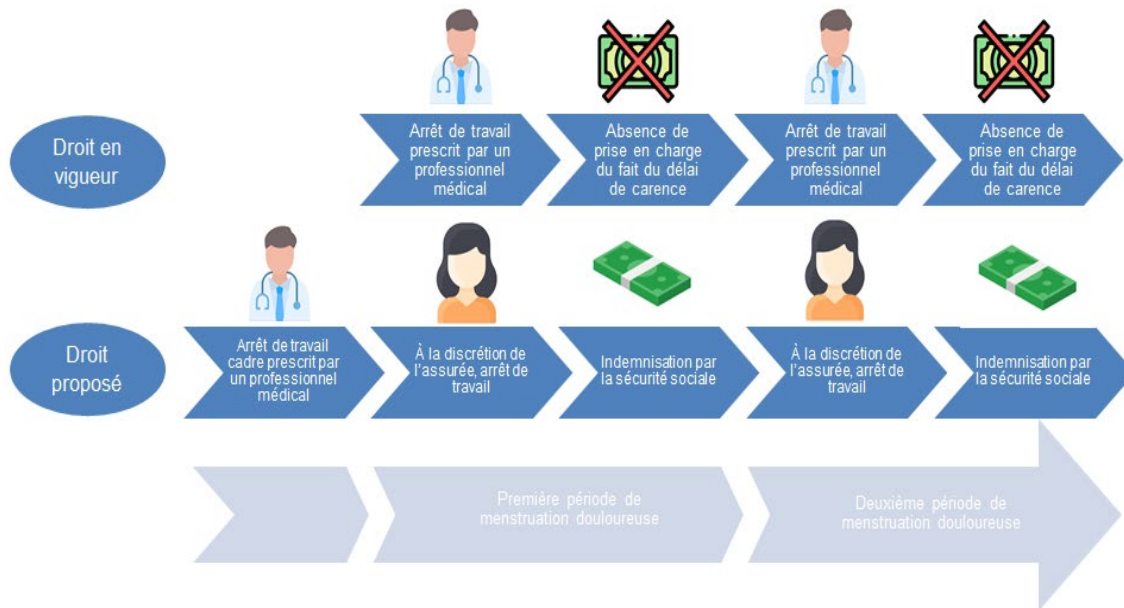 Droit en
vigueur
Arrêt de travail
prescrit par un
professionnel
médical
Absence de
prise en charge
du fait du délai
de carence
Arrêt de travail
prescrit par un
professionnel
médical
Absence de
prise en charge
du fait du délai
de carence
Droit
proposé
Arrêt de travail
cadre prescrit par
un professionnel
médical
À la discrétion de
l'assurée, arrêt de
travail
Indemnisation par
la sécurité sociale
À la discrétion de
l'assurée, arrêt de
travail
Indemnisation par
la sécurité sociale
Première période de
menstruation douloureuse
Deuxième période de
menstruation douloureuse